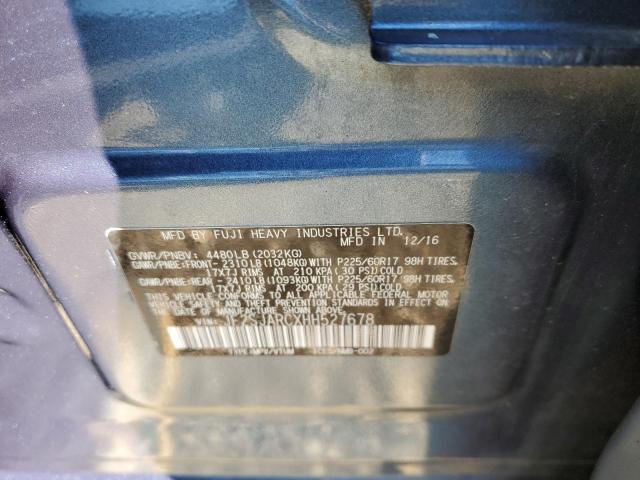 MFD BY FUJI HEAVY INDUSTRIES LTD. 12/16
GVWR/PNBV: 4480LB (2032KG)
GAWR/PNBE:FRONT - 2310LB(1048KG)WITH P225/60R17 98H TIRES,
17X7J RIMS AT 210 KPA (30 PSI)COLD
GAWR/PNBE:REAR - 2410LB(1093KG)WITH P225/60R17 98H TIRES,
17X7J RIMS AT 200 KPA (29 PSI)COLD
THIS VEHICLE CONFORMS TO ALL APPLICABLE FEDERAL MOTOR
VEHICLE SAFETY, BUMPER, AND THEFT PREVENTION STANDARDS
IN EFFECT ON THE DATE OF MANUFACTURE SHOWN ABOVE.
VIN: JF2SJARCXHH527678